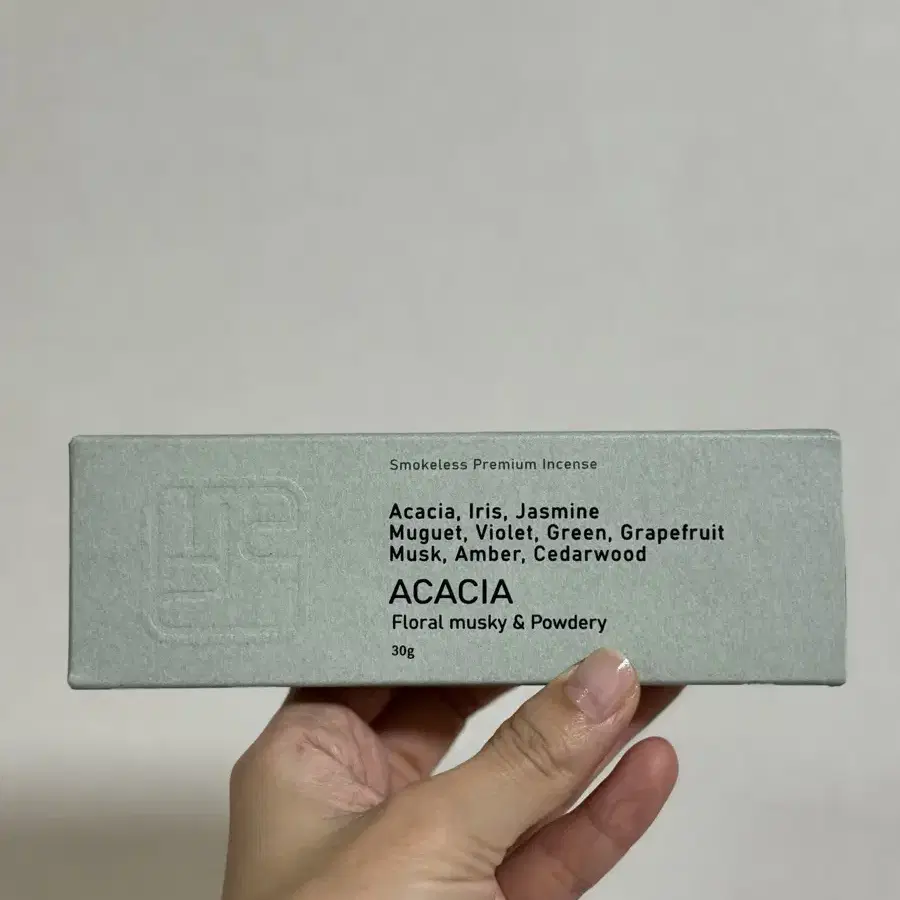 Smokeless Premium Incense
Acacia, Iris, Jasmine
Muguet, Violet, Green, Grapefruit
Musk, Amber, Cedarwood
ACACIA
Floral musky & Powdery
30g